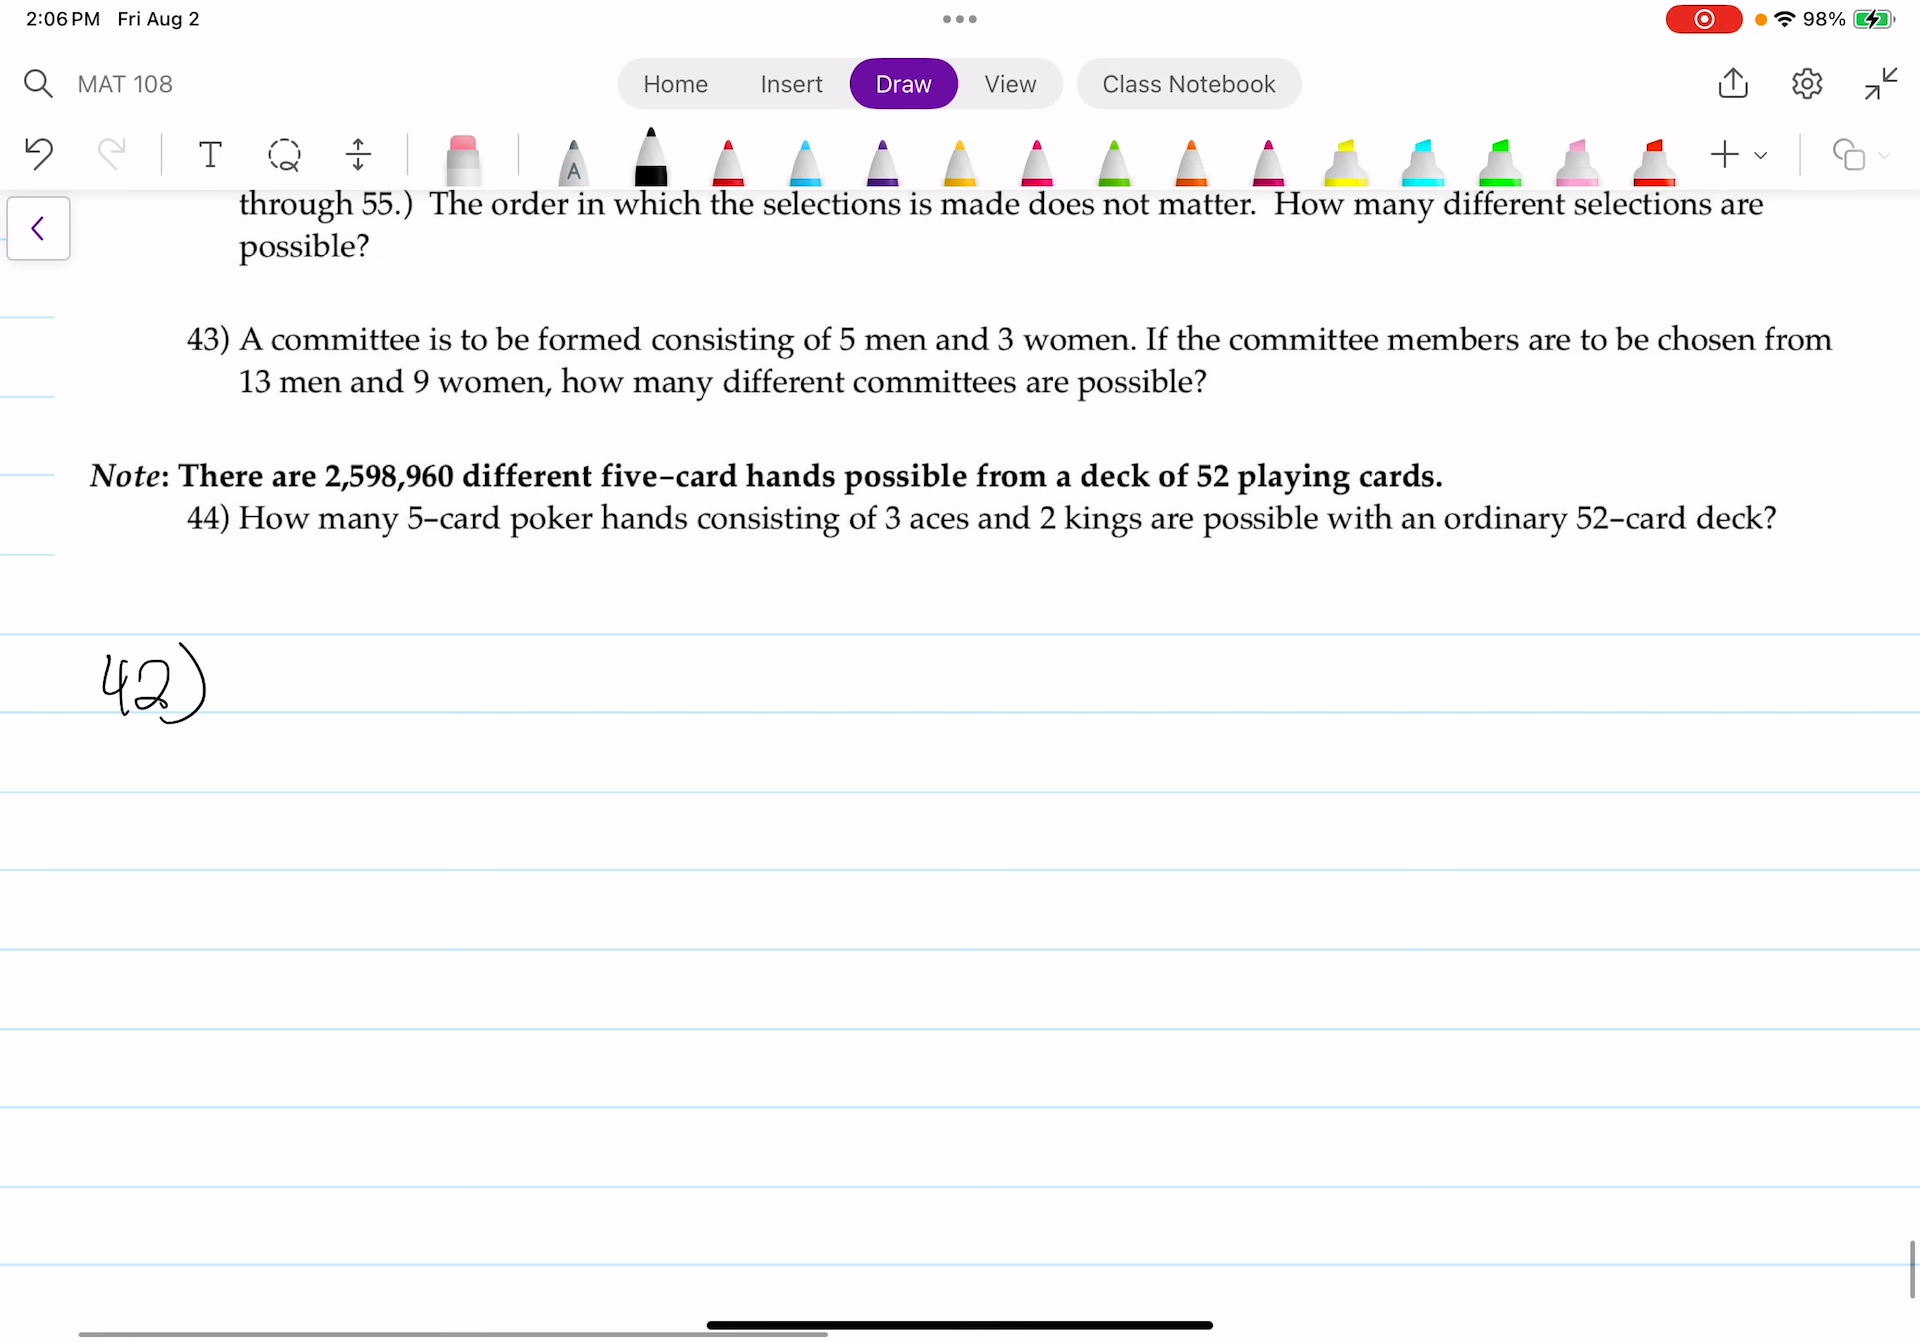 2:06 PM Fri Aug 2
98%
MAT 108
Home Insert Draw View Class Notebook
T
A
through 55.) The order in which the selections is made does not matter. How many different selections are
possible?
43) A committee is to be formed consisting of 5 men and 3 women. If the committee members are to be chosen from
13 men and 9 women, how many different committees are possible?
Note: There are 2,598,960 different five-card hands possible from a deck of 52 playing cards.
44) How many 5-card poker hands consisting of 3 aces and 2 kings are possible with an ordinary 52-card deck?
42)